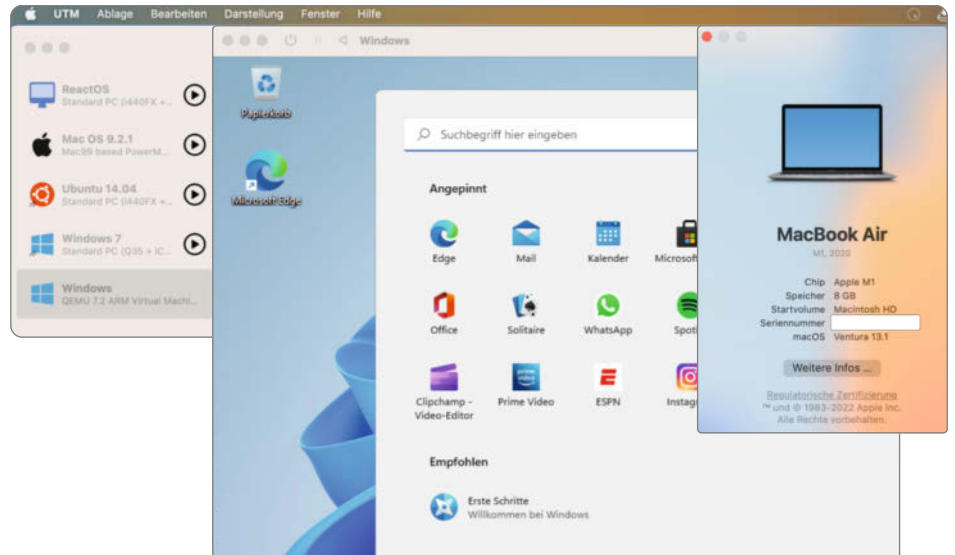 UTM Ablage Bearbeiten Darstellung Fenster Hilfe
ReactOS
Standard PC (i440FX + ...
Mac OS 9.2.1
Mac99 based PowerM...
Ubuntu 14.04
Standard PC (i440FX + ...
Windows 7
Standard PC (Q35 + IC...
Windows
QEMU 7.2 ARM Virtual Machi...
Windows
Papierkorb
Microsoft Edge
Suchbegriff hier eingeben
Angepinnt
Edge Mail Kalender Microsoft
Office Solitaire WhatsApp Spoti
prime video
Clipchamp - Prime Video ESPN Instag
Video-Editor
Empfohlen
Erste Schritte
Willkommen bei Windows
MacBook Air
M1, 2020
Chip Apple M1
Speicher 8 GB
Startvolume Macintosh HD
Seriennummer
macOS Ventura 13.1
Weitere Infos ...
Regulatorische Zertifizierung
™ und © 1983-2022 Apple Inc.
Alle Rechte vorbehalten.